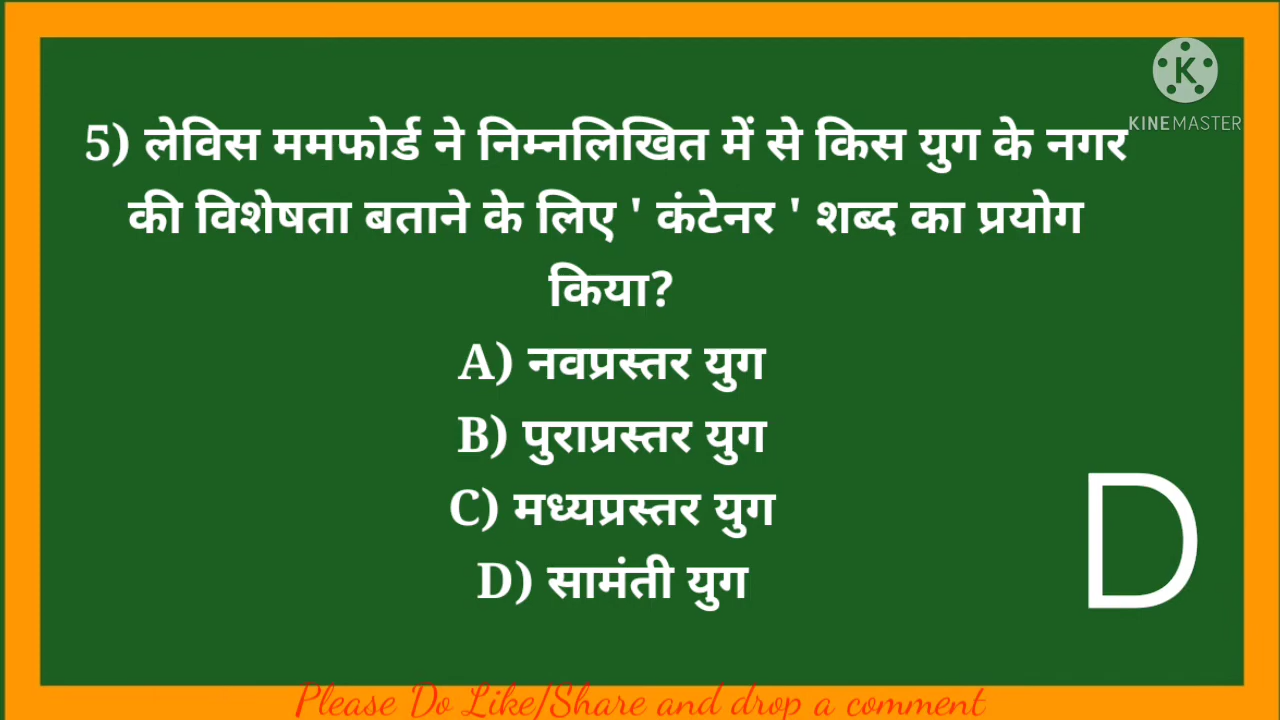 K
KINEMASTER
5) लेविस ममफोर्ड ने निम्नलिखित में से किस युग के नगर
की विशेषता बताने के लिए ' कंटेनर ' शब्द का प्रयोग
किया?
A) नवप्रस्तर युग
B) पुराप्रस्तर युग
C) मध्यप्रस्तर युग
D) सामंती युग
D
Please Do Like/Share and drop a comment